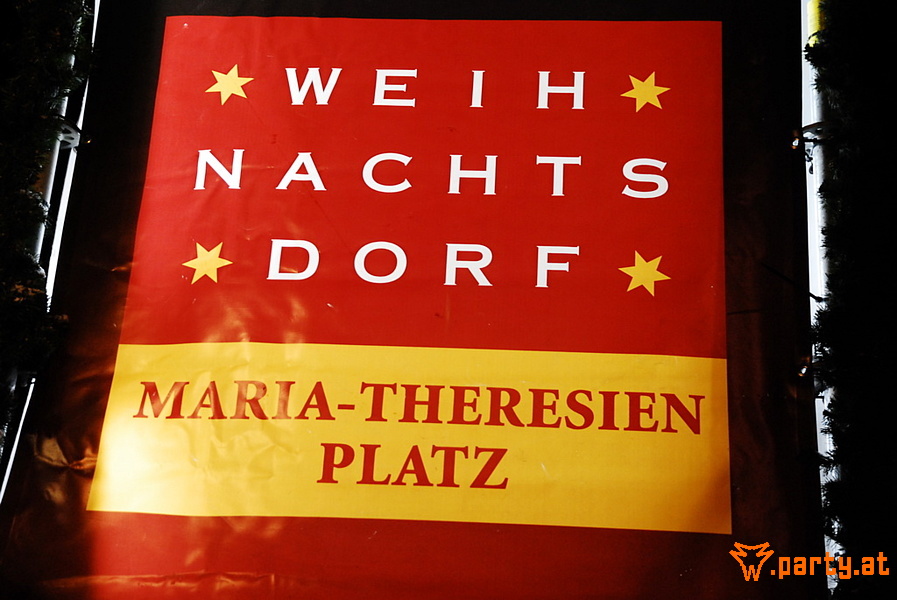 WEIH
NACHTS
DORF
MARIA-THERESIEN
PLATZ
.party.at